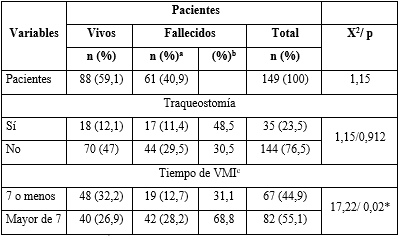 Variables Pacientes X²/ p
Vivos Fallecidos Total
n (%) n (%)ª (%)ᵇ n (%)
Pacientes 88 (59,1) 61 (40,9) 149 (100) 1,15
Traqueostomía
Sí 18 (12,1) 17 (11,4) 48,5 35 (23,5) 1,15/0,912
No 70 (47) 44 (29,5) 30,5 144 (76,5)
Tiempo de VMIᶜ
7 o menos 48 (32,2) 19 (12,7) 31,1 67 (44,9) 17,22/ 0,02*
Mayor de 7 40 (26,9) 42 (28,2) 68,8 82 (55,1)